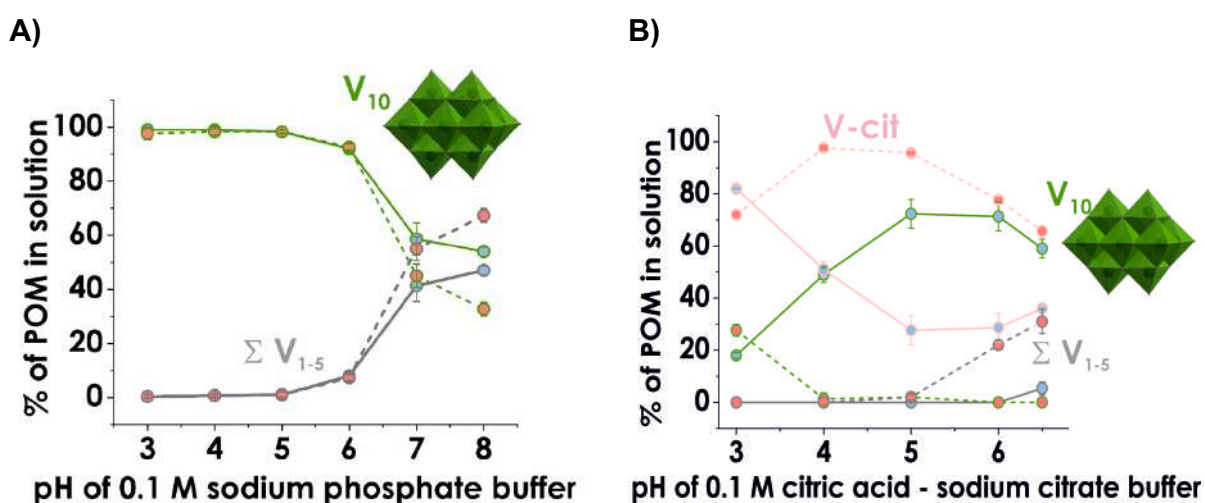 A)
V₁₀
100
80
60
40
20
0
Σ V₁₋₅
3 4 5 6 7 8
% of POM in solution
pH of 0.1 M sodium phosphate buffer
B)
V-cit
V₁₀
100
80
60
40
20
0
Σ V₁₋₅
3 4 5 6
% of POM in solution
pH of 0.1 M citric acid - sodium citrate buffer